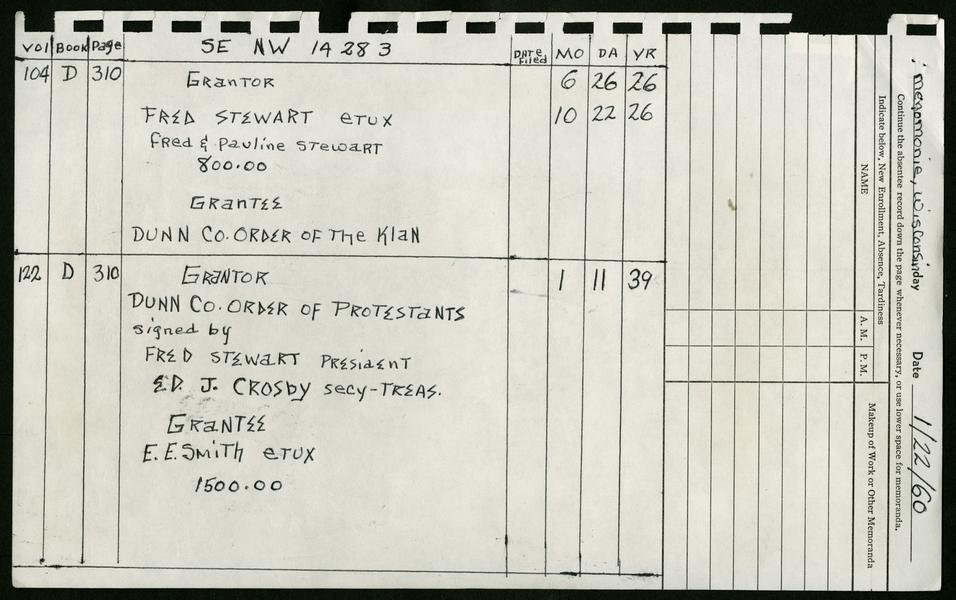 Vol Book Page SE NW 14 28 3 DATE Filed MO DA YR
104 D 310 GRANTOR 6 26 26
FRED STEWART ETUX 10 22 26
Fred & Pauline STEWART
800.00
GRANTEE
DUNN CO. ORDER OF The Klan
122 D 310 GRANTOR 1 11 39
DUNN CO. ORDER OF PROTESTANTS
signed by
FRED STEWART PRESIDENT
ED. J. CROSBY secy-TREAS.
GRANTEE
E. E. SMITH ETUX
1500.00
menomonie, wisconsin day Date 1/22/60
Continue the absentee record down the page whenever necessary, or use lower space for memoranda.
Indicate below, New Enrollment, Absence, Tardiness
NAME A. M. P. M. Makeup of Work or Other Memoranda